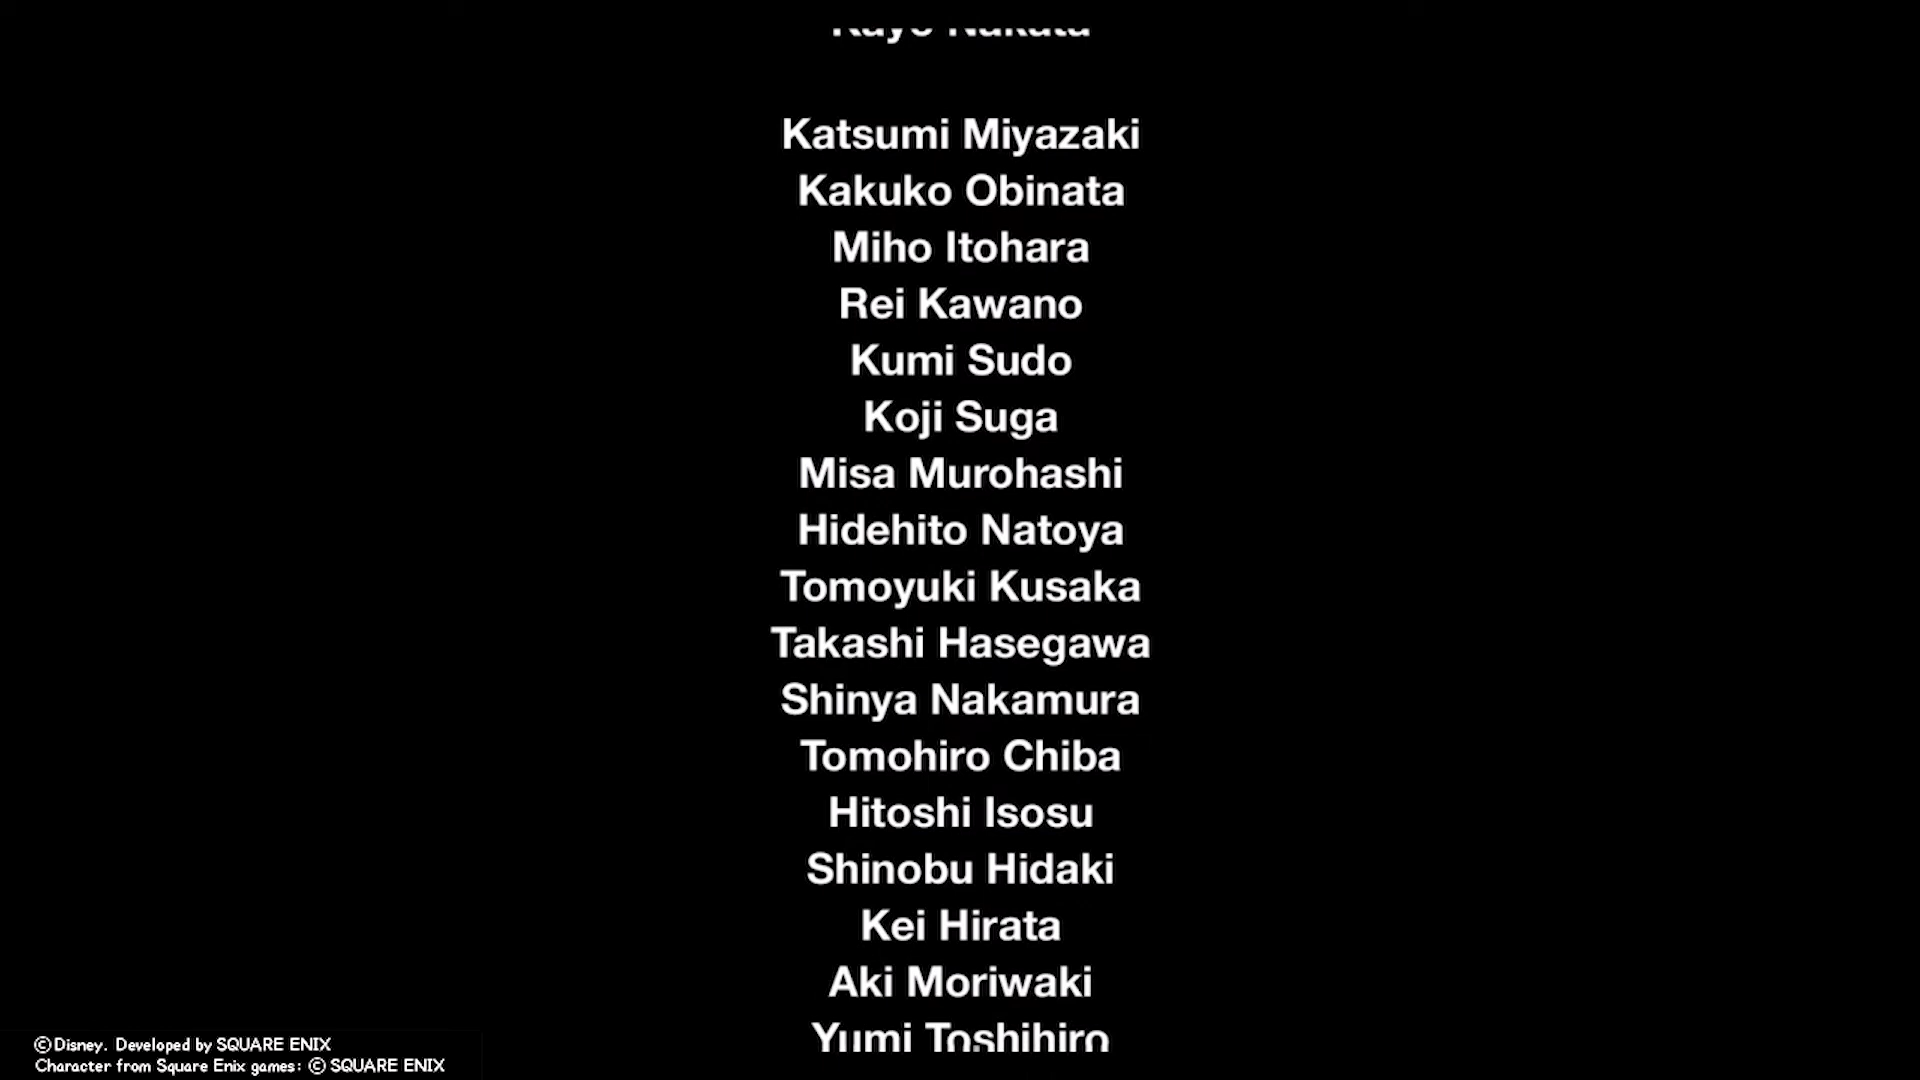 Kayo Nakata
Katsumi Miyazaki
Kakuko Obinata
Miho Itohara
Rei Kawano
Kumi Sudo
Koji Suga
Misa Murohashi
Hidehito Natoya
Tomoyuki Kusaka
Takashi Hasegawa
Shinya Nakamura
Tomohiro Chiba
Hitoshi Isosu
Shinobu Hidaki
Kei Hirata
Aki Moriwaki
Yumi Toshihiro
©Disney. Developed by SQUARE ENIX
Character from Square Enix games: © SQUARE ENIX